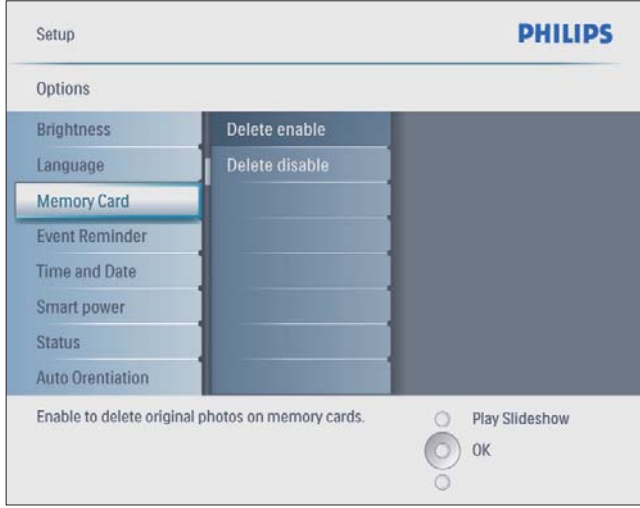 Setup
PHILIPS
Options
Brightness
Delete enable
Language
Delete disable
Memory Card
Event Reminder
Time and Date
Smart power
Status
Auto Orentiation
Enable to delete original photos on memory cards.
Play Slideshow
OK